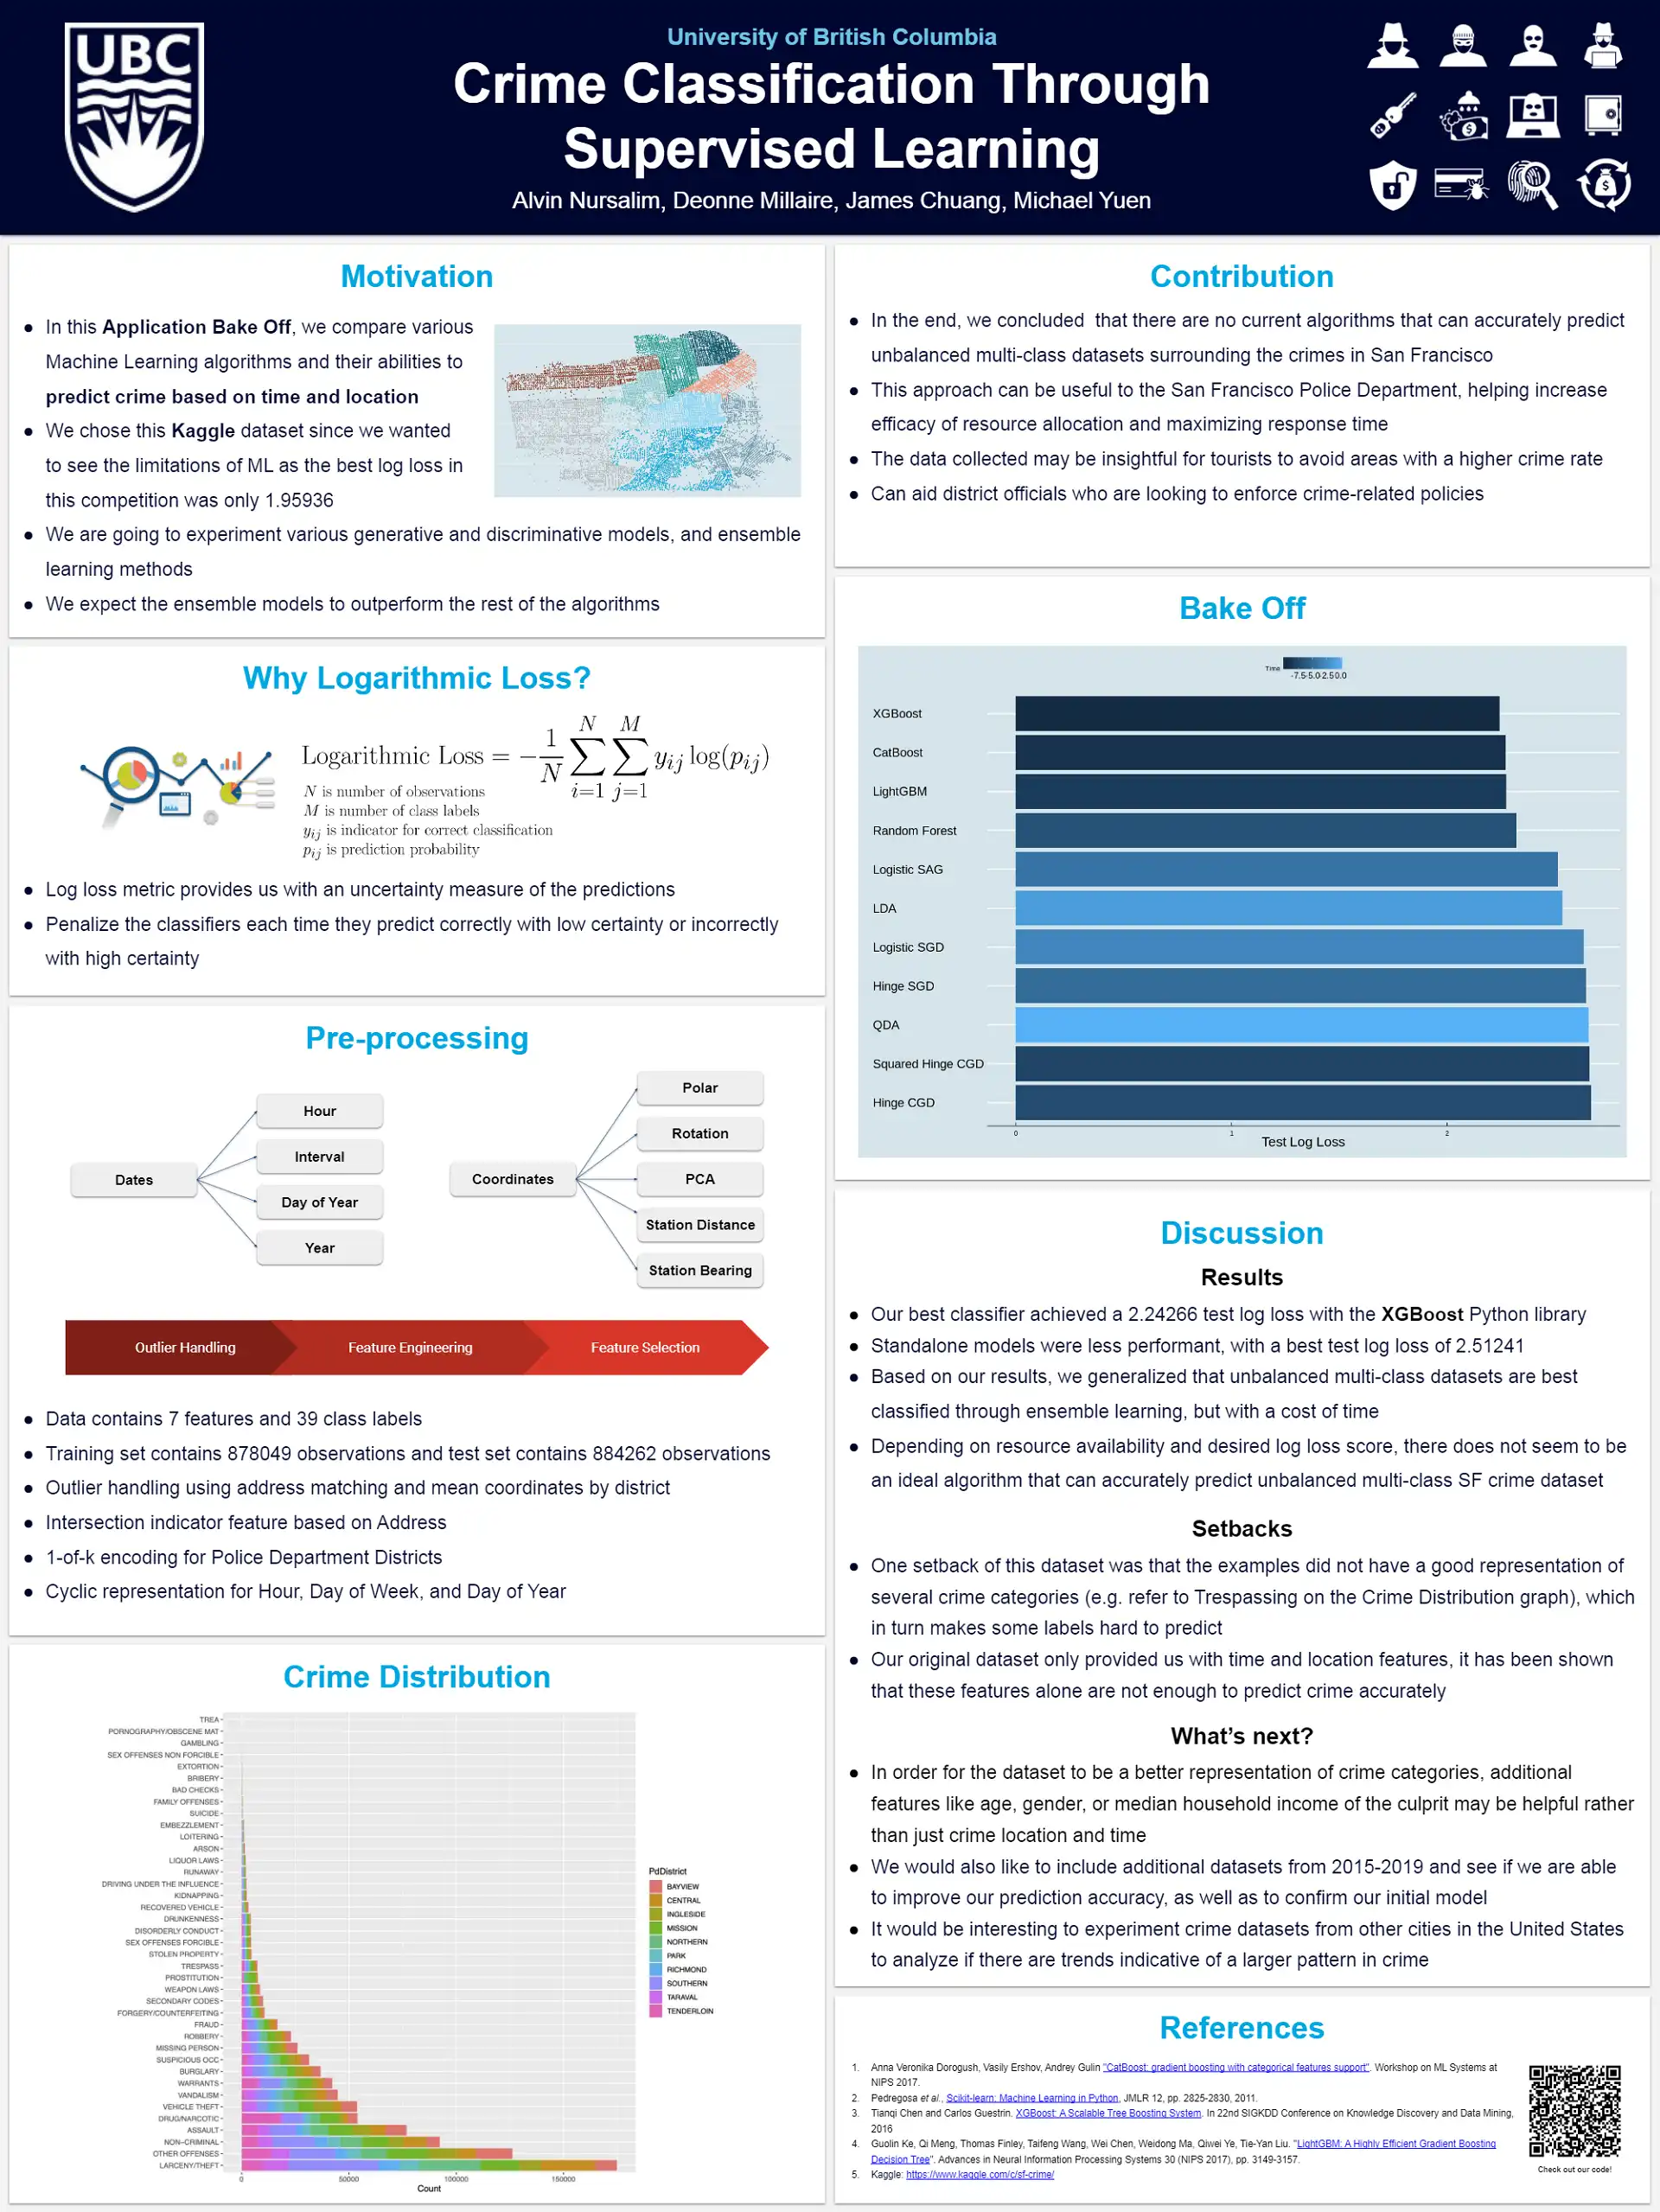 UBC
University of British Columbia
Crime Classification Through
Supervised Learning
Alvin Nursalim, Deonne Millaire, James Chuang, Michael Yuen
Motivation
● In this Application Bake Off, we compare various
Machine Learning algorithms and their abilities to
predict crime based on time and location
● We chose this Kaggle dataset since we wanted
to see the limitations of ML as the best log loss in
this competition was only 1.95936
● We are going to experiment various generative and discriminative models, and ensemble
learning methods
● We expect the ensemble models to outperform the rest of the algorithms
Why Logarithmic Loss?
Logarithmic Loss = −1/N ∑_{i=1}^{N} ∑_{j=1}^{M} y_{ij} log(p_{ij})
N is number of observations
M is number of class labels
y_{ij} is indicator for correct classification
p_{ij} is prediction probability
● Log loss metric provides us with an uncertainty measure of the predictions
● Penalize the classifiers each time they predict correctly with low certainty or incorrectly
with high certainty
Pre-processing
Dates
Hour
Interval
Day of Year
Year
Coordinates
Polar
Rotation
PCA
Station Distance
Station Bearing
Outlier Handling
Feature Engineering
Feature Selection
● Data contains 7 features and 39 class labels
● Training set contains 878049 observations and test set contains 884262 observations
● Outlier handling using address matching and mean coordinates by district
● Intersection indicator feature based on Address
● 1-of-k encoding for Police Department Districts
● Cyclic representation for Hour, Day of Week, and Day of Year
Crime Distribution
TREA
PORNOGRAPHY/OBSCENE MAT
GAMBLING
SEX OFFENSES NON FORCIBLE
EXTORTION
BRIBERY
BAD CHECKS
FAMILY OFFENSES
SUICIDE
EMBEZZLEMENT
LOITERING
ARSON
LIQUOR LAWS
RUNAWAY
DRIVING UNDER THE INFLUENCE
KIDNAPPING
RECOVERED VEHICLE
DRUNKENNESS
DISORDERLY CONDUCT
SEX OFFENSES FORCIBLE
STOLEN PROPERTY
TRESPASS
PROSTITUTION
WEAPON LAWS
SECONDARY CODES
FORGERY/COUNTERFEITING
FRAUD
ROBBERY
MISSING PERSON
SUSPICIOUS OCC
BURGLARY
WARRANTS
VANDALISM
VEHICLE THEFT
DRUG/NARCOTIC
ASSAULT
NON-CRIMINAL
OTHER OFFENSES
LARCENY/THEFT
0 50000 100000 150000
Count
PdDistrict
BAYVIEW
CENTRAL
INGLESIDE
MISSION
NORTHERN
PARK
RICHMOND
SOUTHERN
TARAVAL
TENDERLOIN
Contribution
● In the end, we concluded that there are no current algorithms that can accurately predict
unbalanced multi-class datasets surrounding the crimes in San Francisco
● This approach can be useful to the San Francisco Police Department, helping increase
efficacy of resource allocation and maximizing response time
● The data collected may be insightful for tourists to avoid areas with a higher crime rate
● Can aid district officials who are looking to enforce crime-related policies
Bake Off
Time
-7.5-5.0-2.50.0
XGBoost
CatBoost
LightGBM
Random Forest
Logistic SAG
LDA
Logistic SGD
Hinge SGD
QDA
Squared Hinge CGD
Hinge CGD
0 1 2
Test Log Loss
Discussion
Results
● Our best classifier achieved a 2.24266 test log loss with the XGBoost Python library
● Standalone models were less performant, with a best test log loss of 2.51241
● Based on our results, we generalized that unbalanced multi-class datasets are best
classified through ensemble learning, but with a cost of time
● Depending on resource availability and desired log loss score, there does not seem to be
an ideal algorithm that can accurately predict unbalanced multi-class SF crime dataset
Setbacks
● One setback of this dataset was that the examples did not have a good representation of
several crime categories (e.g. refer to Trespassing on the Crime Distribution graph), which
in turn makes some labels hard to predict
● Our original dataset only provided us with time and location features, it has been shown
that these features alone are not enough to predict crime accurately
What's next?
● In order for the dataset to be a better representation of crime categories, additional
features like age, gender, or median household income of the culprit may be helpful rather
than just crime location and time
● We would also like to include additional datasets from 2015-2019 and see if we are able
to improve our prediction accuracy, as well as to confirm our initial model
● It would be interesting to experiment crime datasets from other cities in the United States
to analyze if there are trends indicative of a larger pattern in crime
References
1. Anna Veronika Dorogush, Vasily Ershov, Andrey Gulin "CatBoost: gradient boosting with categorical features support". Workshop on ML Systems at
NIPS 2017.
2. Pedregosa et al., Scikit-learn: Machine Learning in Python, JMLR 12, pp. 2825-2830, 2011.
3. Tianqi Chen and Carlos Guestrin. XGBoost: A Scalable Tree Boosting System. In 22nd SIGKDD Conference on Knowledge Discovery and Data Mining,
2016
4. Guolin Ke, Qi Meng, Thomas Finley, Taifeng Wang, Wei Chen, Weidong Ma, Qiwei Ye, Tie-Yan Liu. "LightGBM: A Highly Efficient Gradient Boosting
Decision Tree". Advances in Neural Information Processing Systems 30 (NIPS 2017), pp. 3149-3157.
5. Kaggle: https://www.kaggle.com/c/sf-crime/
Check out our code!